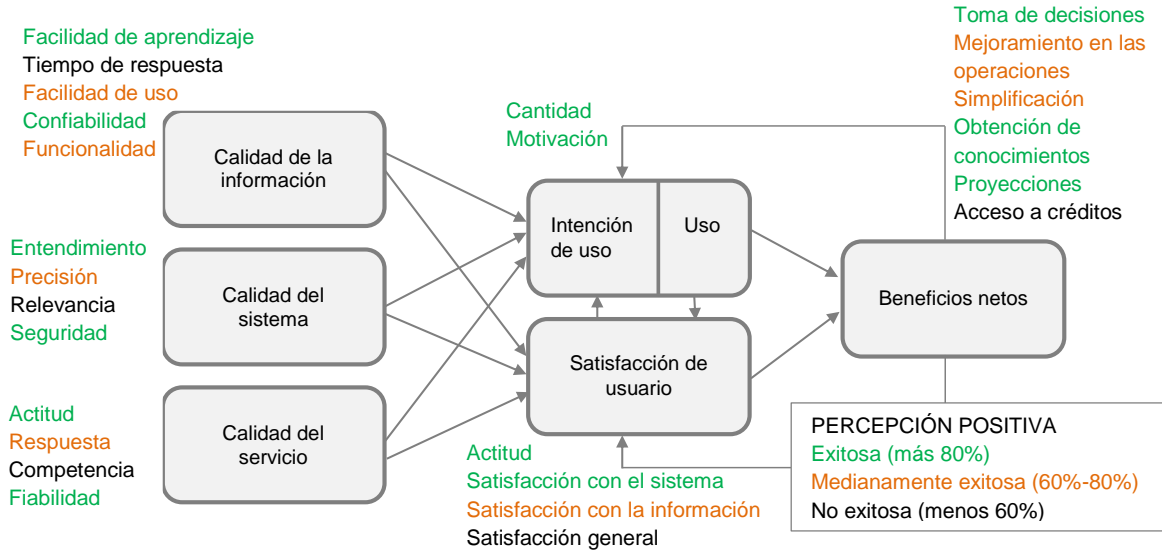 Facilidad de aprendizaje
Tiempo de respuesta
Facilidad de uso
Confiabilidad
Funcionalidad
Calidad de la
información
Entendimiento
Precisión
Relevancia
Seguridad
Calidad del
sistema
Actitud
Respuesta
Competencia
Fiabilidad
Calidad del
servicio
Cantidad
Motivación
Intención
de uso
Uso
Satisfacción de
usuario
Actitud
Satisfacción con el sistema
Satisfacción con la información
Satisfacción general
Toma de decisiones
Mejoramiento en las
operaciones
Simplificación
Obtención de
conocimientos
Proyecciones
Acceso a créditos
Beneficios netos
PERCEPCIÓN POSITIVA
Exitosa (más 80%)
Medianamente exitosa (60%-80%)
No exitosa (menos 60%)